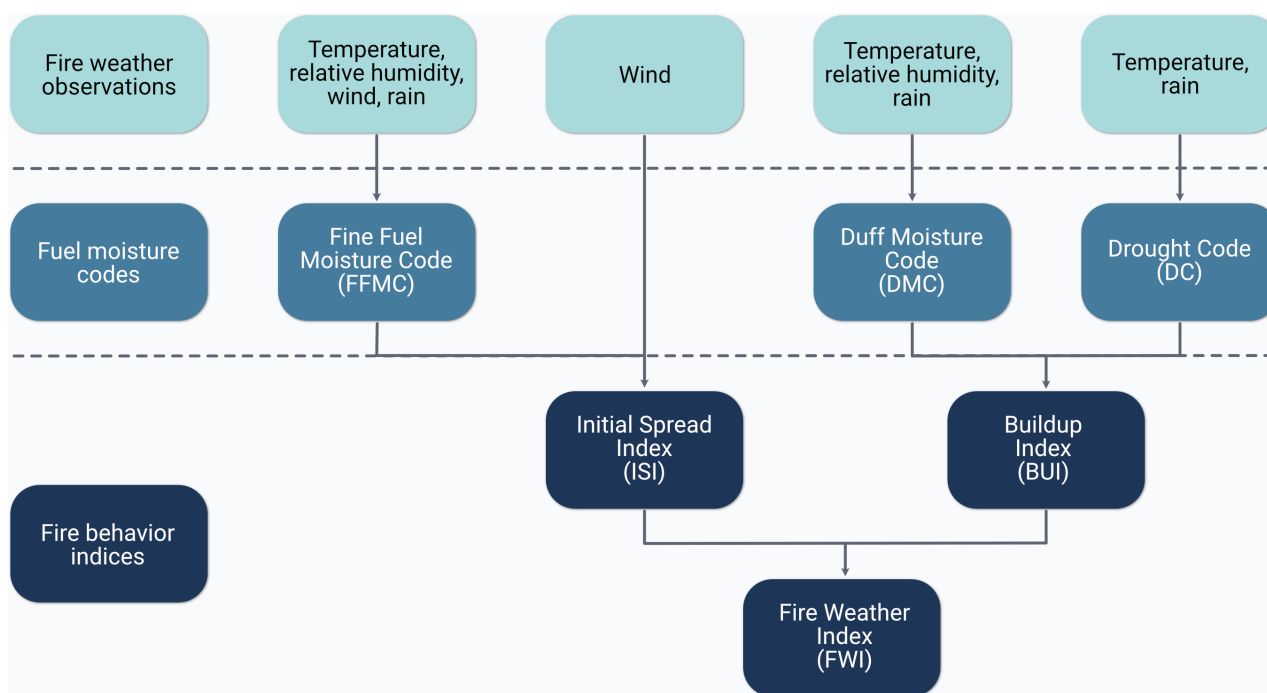 Fire weather
observations
Temperature,
relative humidity,
wind, rain
Wind
Temperature,
relative humidity,
rain
Temperature,
rain
Fuel moisture
codes
Fine Fuel
Moisture Code
(FFMC)
Duff Moisture
Code
(DMC)
Drought Code
(DC)
Initial Spread
Index
(ISI)
Buildup
Index
(BUI)
Fire behavior
indices
Fire Weather
Index
(FWI)